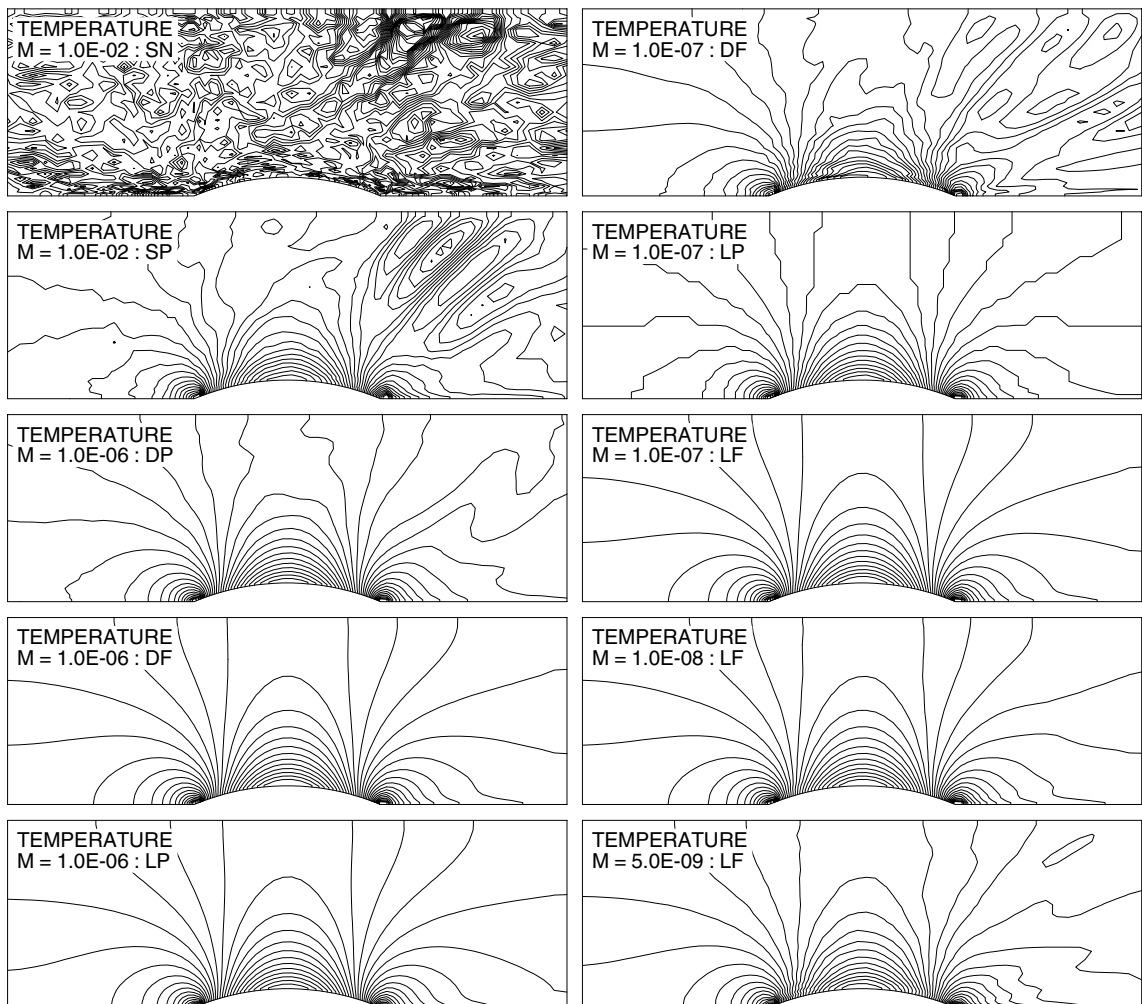 TEMPERATURE
M = 1.0E-02 : SN
TEMPERATURE
M = 1.0E-02 : SP
TEMPERATURE
M = 1.0E-06 : DP
TEMPERATURE
M = 1.0E-06 : DF
TEMPERATURE
M = 1.0E-06 : LP
TEMPERATURE
M = 1.0E-07 : DF
TEMPERATURE
M = 1.0E-07 : LP
TEMPERATURE
M = 1.0E-07 : LF
TEMPERATURE
M = 1.0E-08 : LF
TEMPERATURE
M = 5.0E-09 : LF